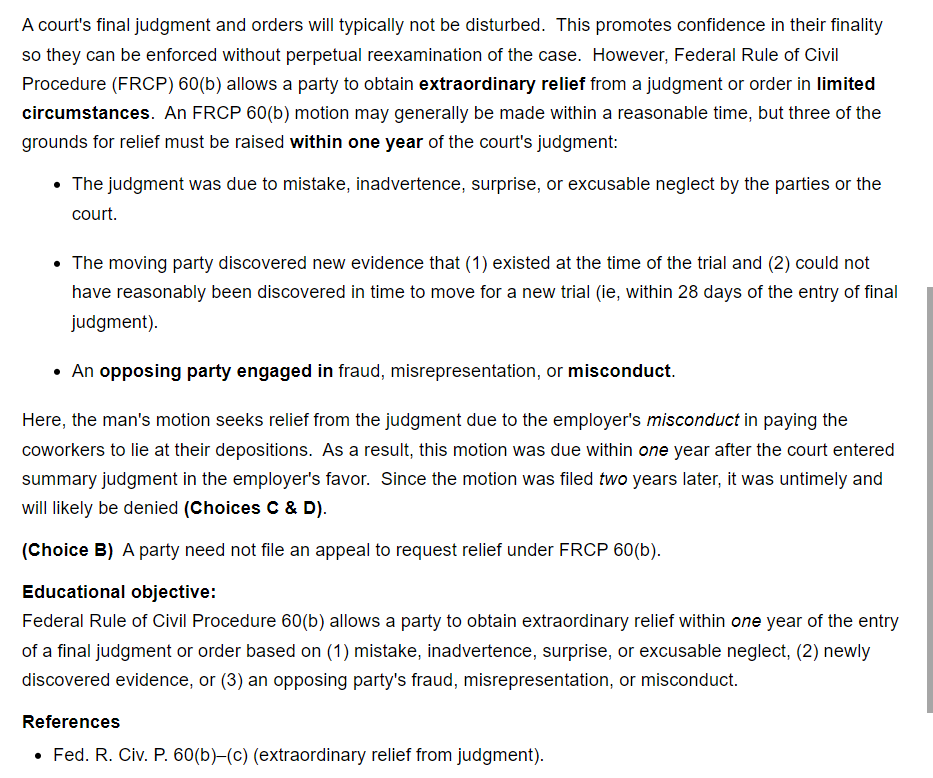 A court's final judgment and orders will typically not be disturbed.  This promotes confidence in their finality
so they can be enforced without perpetual reexamination of the case.  However, Federal Rule of Civil
Procedure (FRCP) 60(b) allows a party to obtain extraordinary relief from a judgment or order in limited
circumstances.  An FRCP 60(b) motion may generally be made within a reasonable time, but three of the
grounds for relief must be raised within one year of the court's judgment:
• The judgment was due to mistake, inadvertence, surprise, or excusable neglect by the parties or the
court.
• The moving party discovered new evidence that (1) existed at the time of the trial and (2) could not
have reasonably been discovered in time to move for a new trial (ie, within 28 days of the entry of final
judgment).
• An opposing party engaged in fraud, misrepresentation, or misconduct.
Here, the man's motion seeks relief from the judgment due to the employer's misconduct in paying the
coworkers to lie at their depositions.  As a result, this motion was due within one year after the court entered
summary judgment in the employer's favor.  Since the motion was filed two years later, it was untimely and
will likely be denied (Choices C & D).
(Choice B)  A party need not file an appeal to request relief under FRCP 60(b).
Educational objective:
Federal Rule of Civil Procedure 60(b) allows a party to obtain extraordinary relief within one year of the entry
of a final judgment or order based on (1) mistake, inadvertence, surprise, or excusable neglect, (2) newly
discovered evidence, or (3) an opposing party's fraud, misrepresentation, or misconduct.
References
• Fed. R. Civ. P. 60(b)–(c) (extraordinary relief from judgment).